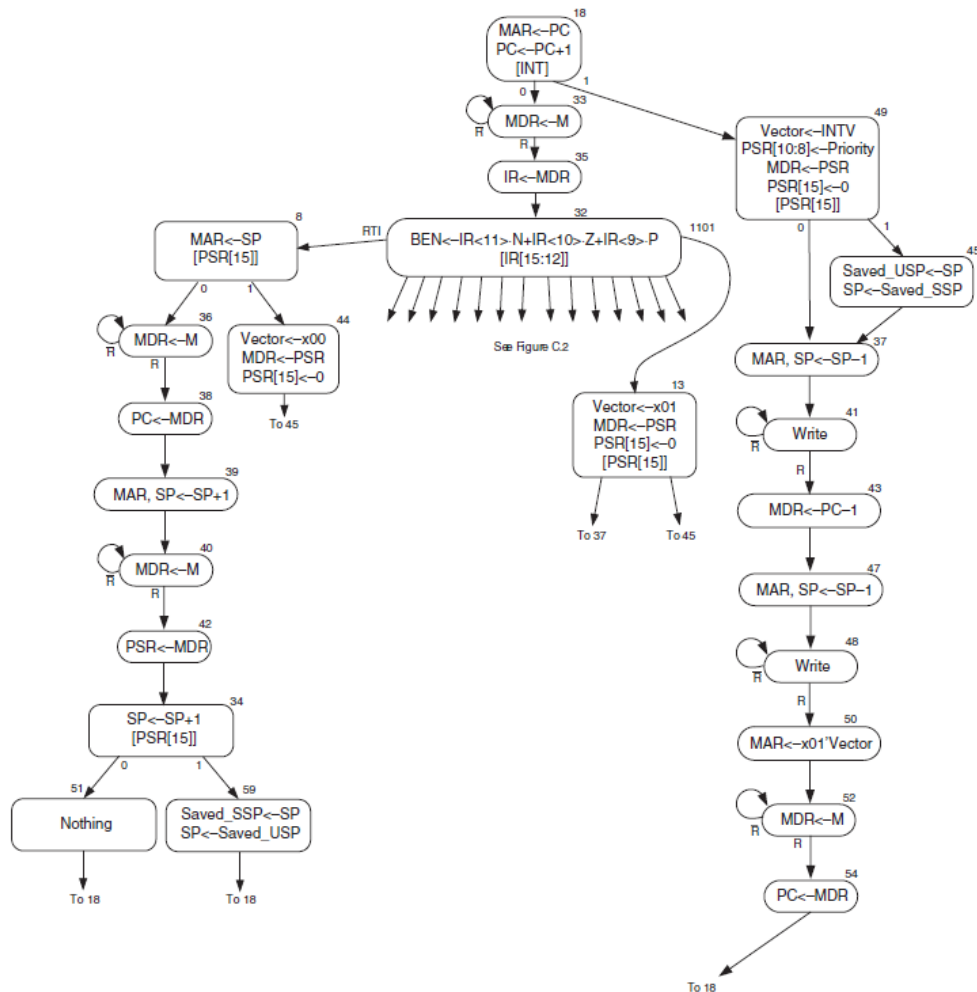 18
MAR<–PC
PC<–PC+1
[INT]
0
1
33
MDR<–M
R̅
R
35
IR<–MDR
32
BEN<–IR<11>·N+IR<10>·Z+IR<9>·P
[IR[15:12]]
RTI
1101
See Figure C.2
8
MAR<–SP
[PSR[15]]
0
1
36
MDR<–M
R̅
R
44
Vector<–x00
MDR<–PSR
PSR[15]<–0
To 45
38
PC<–MDR
39
MAR, SP<–SP+1
40
MDR<–M
R̅
R
42
PSR<–MDR
34
SP<–SP+1
[PSR[15]]
0
1
51
Nothing
To 18
59
Saved_SSP<–SP
SP<–Saved_USP
To 18
13
Vector<–x01
MDR<–PSR
PSR[15]<–0
[PSR[15]]
To 37
To 45
49
Vector<–INTV
PSR[10:8]<–Priority
MDR<–PSR
PSR[15]<–0
[PSR[15]]
0
1
45
Saved_USP<–SP
SP<–Saved_SSP
37
MAR, SP<–SP–1
41
Write
R̅
R
43
MDR<–PC–1
47
MAR, SP<–SP–1
48
Write
R̅
R
50
MAR<–x01'Vector
52
MDR<–M
R̅
R
54
PC<–MDR
To 18